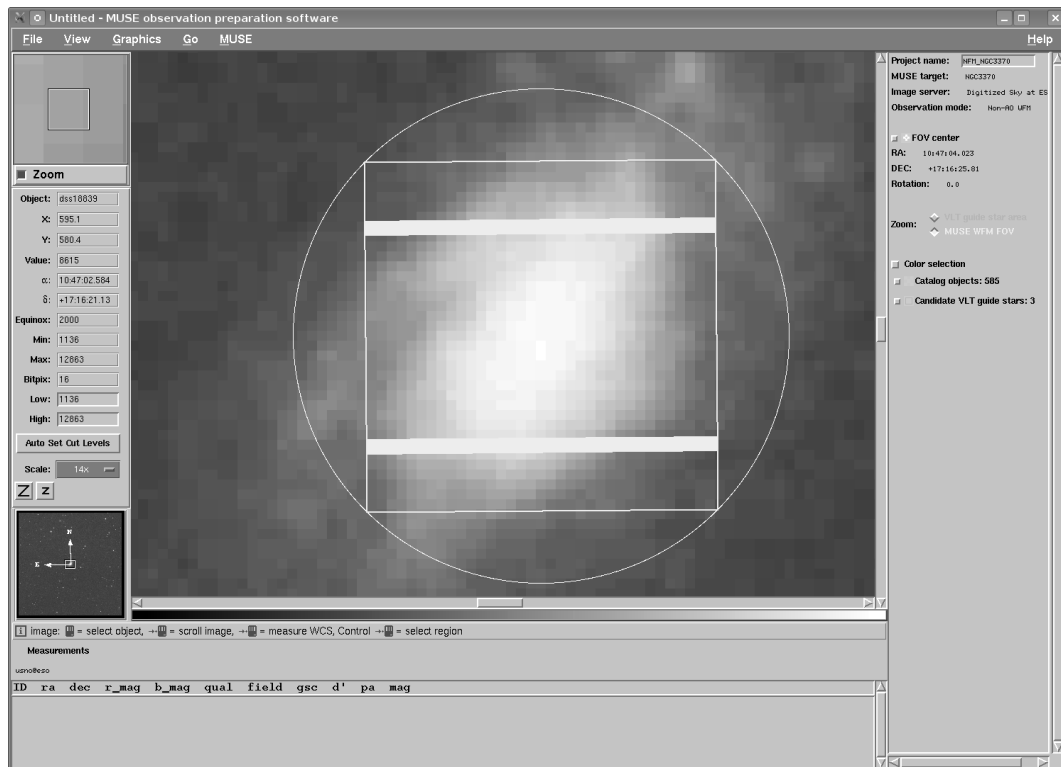 Untitled - MUSE observation preparation software
File View Graphics Go MUSE Help
Zoom
Object: dss18839
X: 595.1
Y: 580.4
Value: 8615
α: 10:47:02.584
δ: +17:16:21.13
Equinox: 2000
Min: 1136
Max: 12863
Bitpix: 16
Low: 1136
High: 12863
Auto Set Cut Levels
Scale: 14×
Z z
N
E
Project name: NFM_NGC3370
MUSE target: NGC3370
Image server: Digitized Sky at ES
Observation mode: Non-AO WFM
FOV center
RA: 10:47:04.023
DEC: +17:16:25.81
Rotation: 0.0
Zoom: VLT guide star area
MUSE WFM FOV
Color selection
Catalog objects: 585
Candidate VLT guide stars: 3
image: = select object, = scroll image, = measure WCS, Control = select region
Measurements
usno@eso
ID ra dec r_mag b_mag qual field gsc d' pa mag